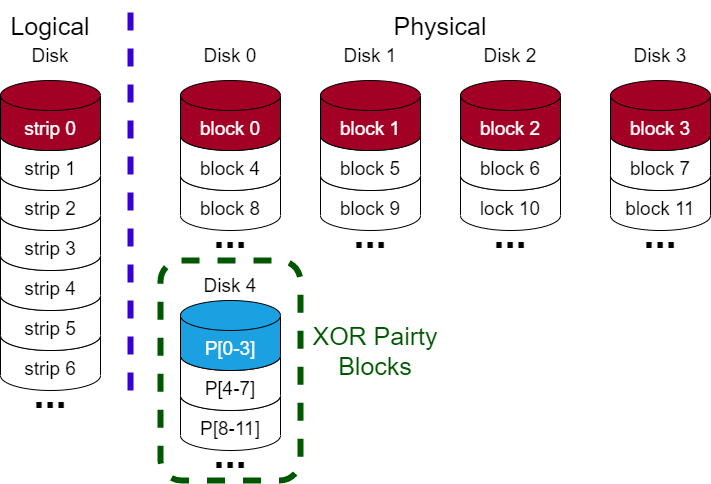 Logical
Physical
Disk
Disk 0
Disk 1
Disk 2
Disk 3
strip 0
strip 1
strip 2
strip 3
strip 4
strip 5
strip 6
...
block 0
block 1
block 2
block 3
block 4
block 5
block 6
block 7
block 8
block 9
lock 10
block 11
...
...
...
...
Disk 4
P[0-3]
P[4-7]
P[8-11]
...
XOR Pairty
Blocks